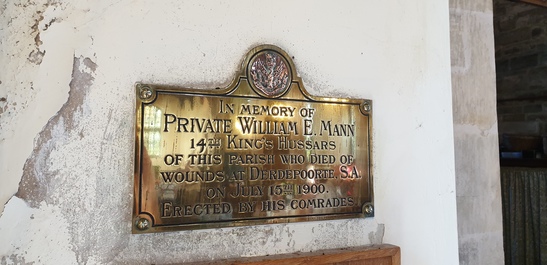 IN MEMORY OF
PRIVATE WILLIAM E. MANN
14TH KING'S HUSSARS
OF THIS PARISH WHO DIED OF
WOUNDS AT DERDEPOORTE, S.A.
ON JULY 15TH 1900.
ERECTED BY HIS COMRADES.